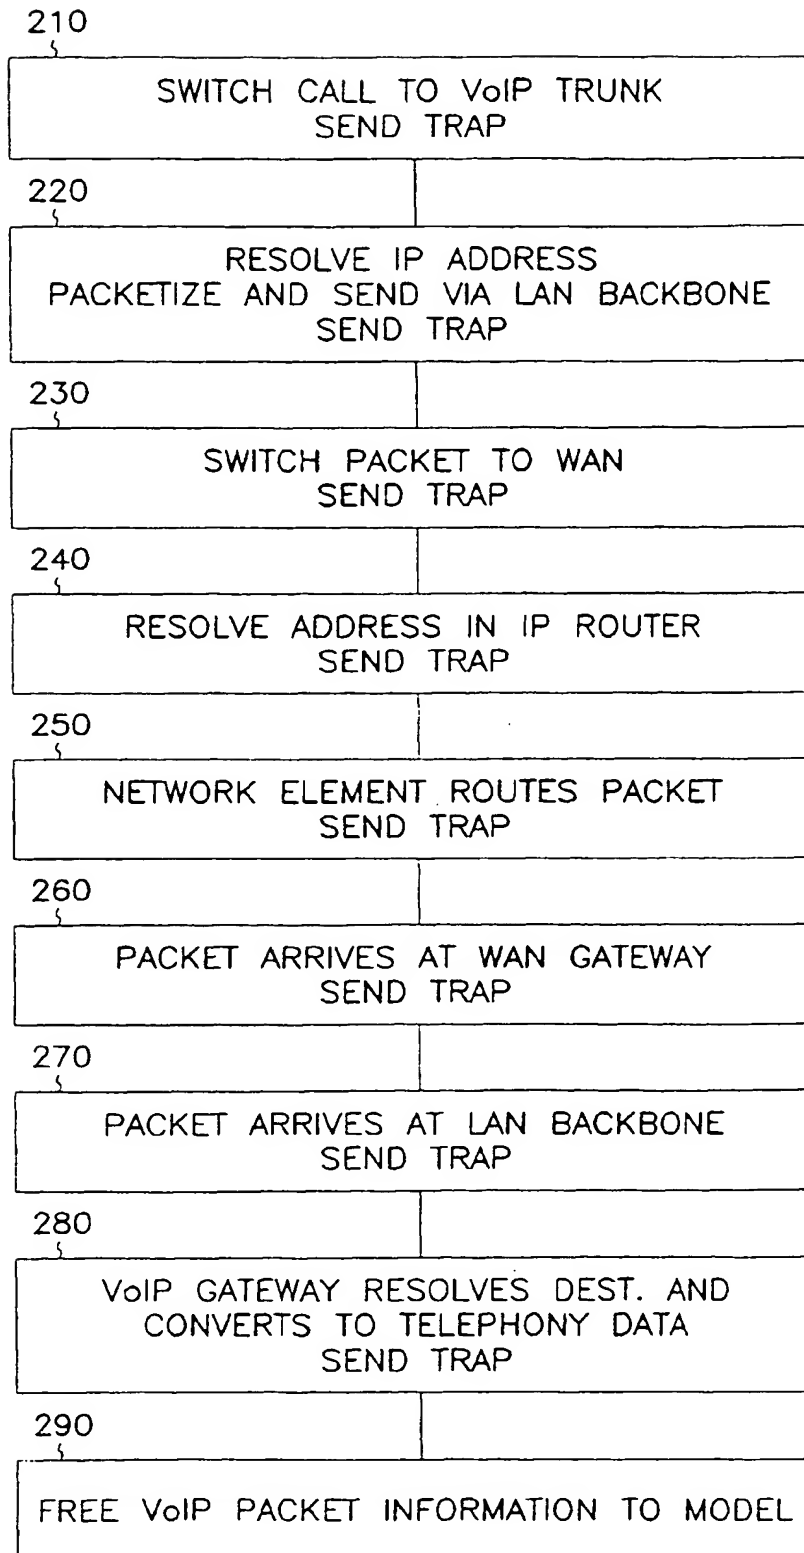 210
SWITCH CALL TO VoIP TRUNK
SEND TRAP
220
RESOLVE IP ADDRESS
PACKETIZE AND SEND VIA LAN BACKBONE
SEND TRAP
230
SWITCH PACKET TO WAN
SEND TRAP
240
RESOLVE ADDRESS IN IP ROUTER
SEND TRAP
250
NETWORK ELEMENT ROUTES PACKET
SEND TRAP
260
PACKET ARRIVES AT WAN GATEWAY
SEND TRAP
270
PACKET ARRIVES AT LAN BACKBONE
SEND TRAP
280
VoIP GATEWAY RESOLVES DEST. AND
CONVERTS TO TELEPHONY DATA
SEND TRAP
290
FREE VoIP PACKET INFORMATION TO MODEL